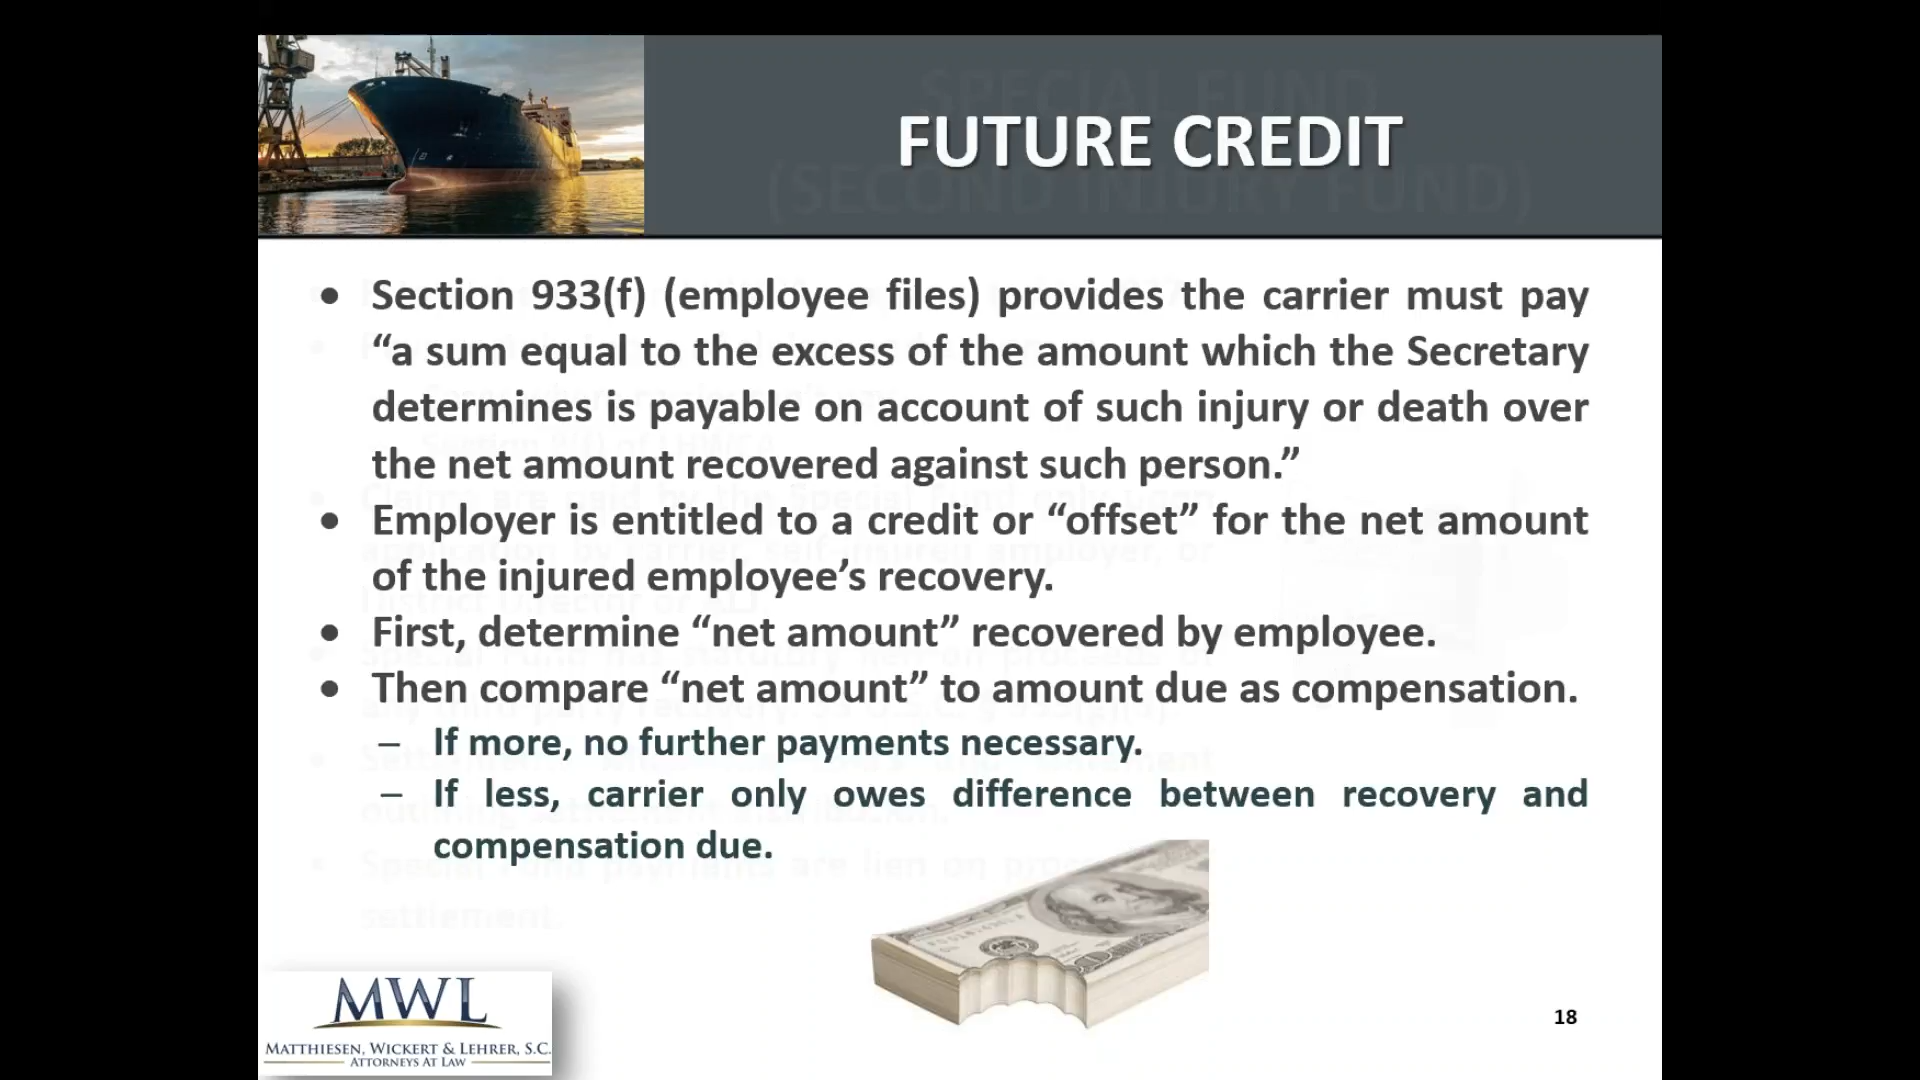 SPECIAL FUND
FUTURE CREDIT
(SECOND INJURY FUND)
• Section 933(f) (employee files) provides the carrier must pay
“a sum equal to the excess of the amount which the Secretary
determines is payable on account of such injury or death over
the net amount recovered against such person.”
• Employer is entitled to a credit or “offset” for the net amount
of the injured employee’s recovery.
• First, determine “net amount” recovered by employee.
• Then compare “net amount” to amount due as compensation.
– If more, no further payments necessary.
– If less, carrier only owes difference between recovery and
compensation due.
settlement.
MWL
MATTHIESEN, WICKERT & LEHRER, S.C.
ATTORNEYS AT LAW
18